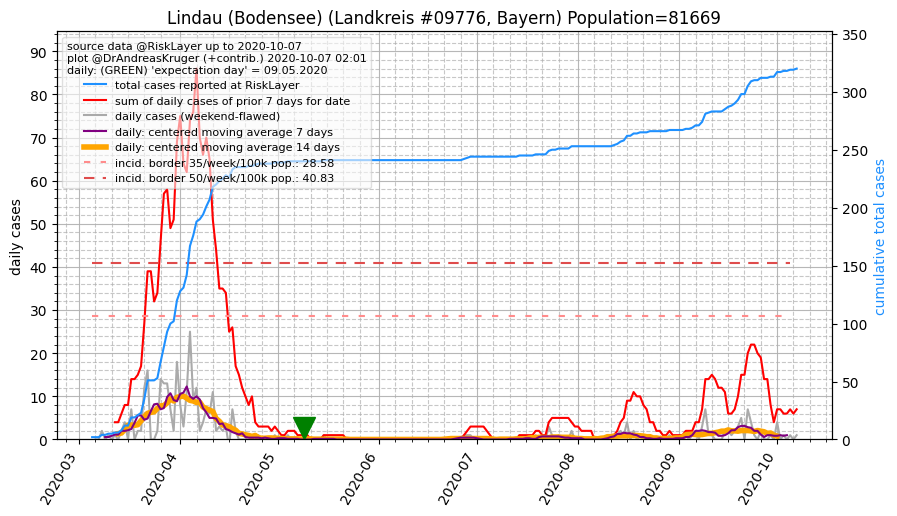 Lindau (Bodensee) (Landkreis #09776, Bayern) Population=81669
source data @RiskLayer up to 2020-10-07
plot @DrAndreasKruger (+contrib.) 2020-10-07 02:01
daily: (GREEN) 'expectation day' = 09.05.2020
total cases reported at RiskLayer
sum of daily cases of prior 7 days for date
daily cases (weekend-flawed)
daily: centered moving average 7 days
daily: centered moving average 14 days
incid. border 35/week/100k pop.: 28.58
incid. border 50/week/100k pop.: 40.83
daily cases
90
80
70
60
50
40
30
20
10
0
350
300
250
200
150
100
50
0
cumulative total cases
2020-03
2020-04
2020-05
2020-06
2020-07
2020-08
2020-09
2020-10